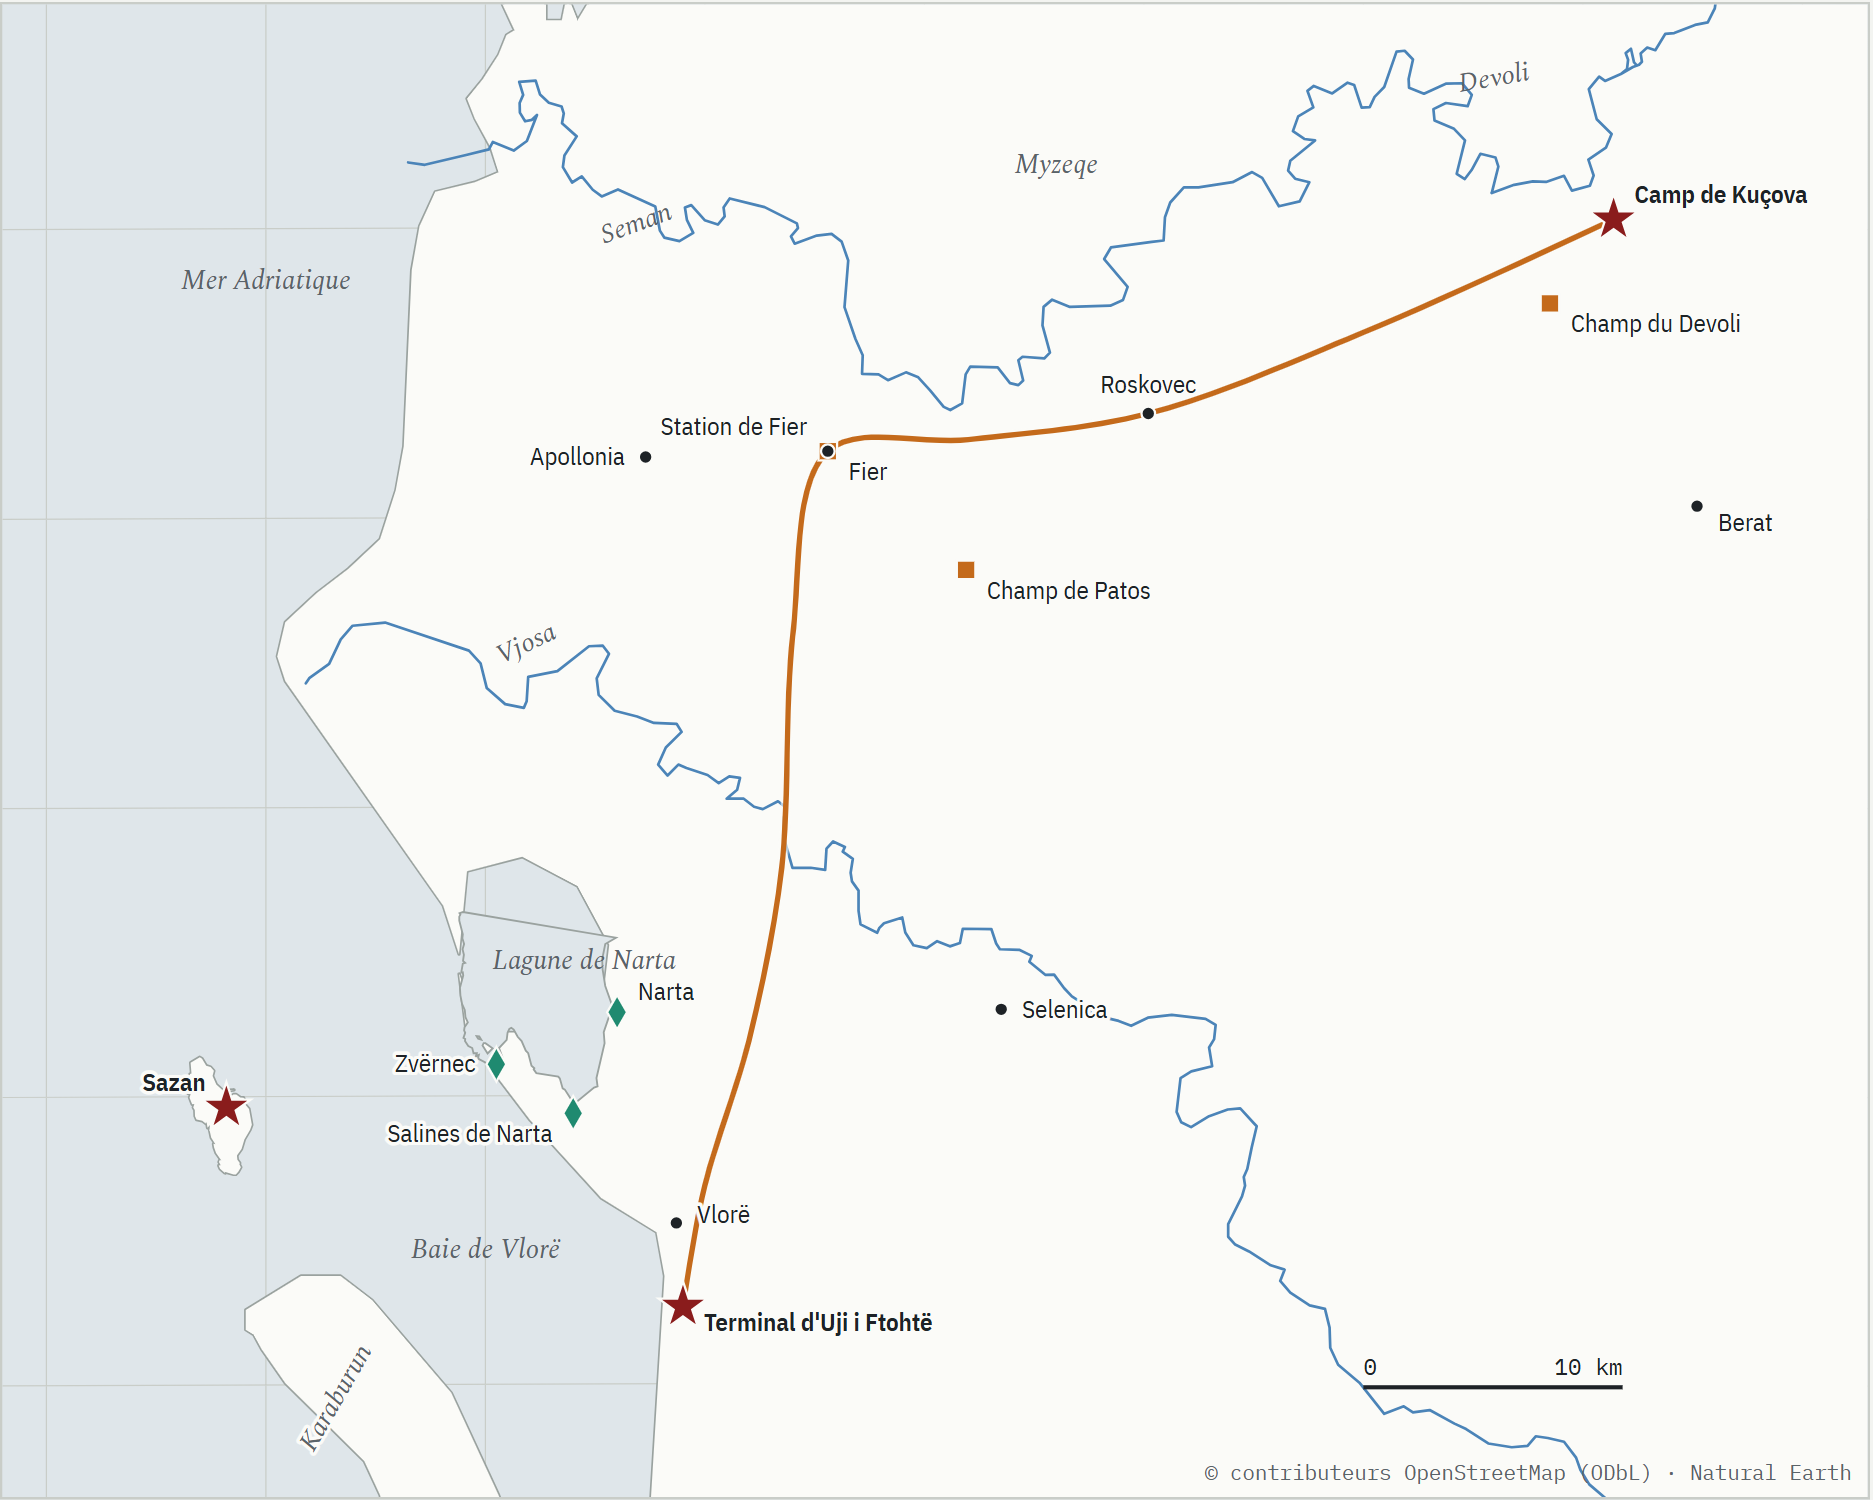 Devoli
Myzeqe
Camp de Kuçova
Seman
Mer Adriatique
Champ du Devoli
Roskovec
Station de Fier
Apollonia
Fier
Berat
Champ de Patos
Vjosa
Lagune de Narta
Narta
Selenica
Zvërnec
Sazan
Salines de Narta
Vlorë
Baie de Vlorë
Terminal d'Uji i Ftohtë
Karaburun
0 10 km
© contributeurs OpenStreetMap (ODbL) · Natural Earth